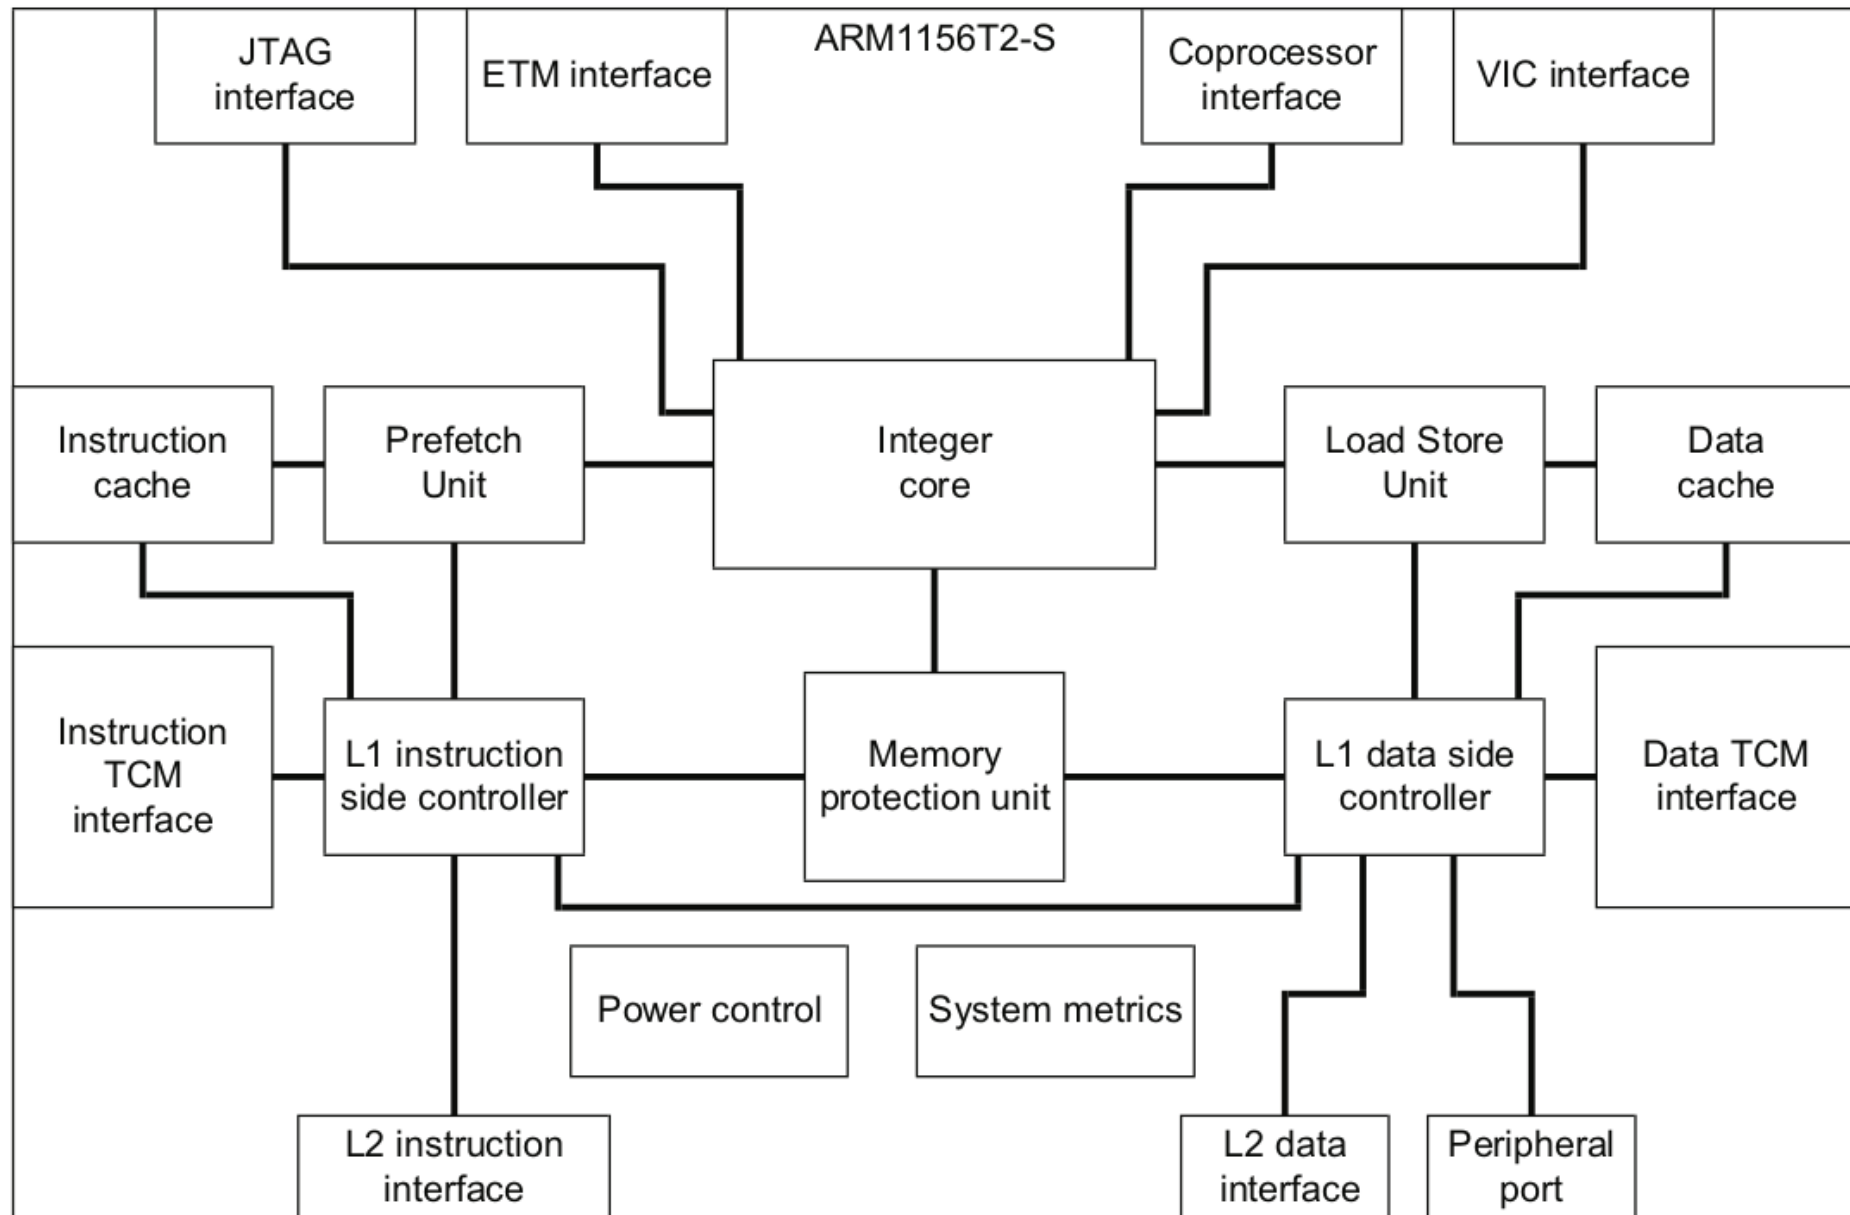 ARM1156T2-S
JTAG
interface
ETM interface
Coprocessor
interface
VIC interface
Instruction
cache
Prefetch
Unit
Integer
core
Load Store
Unit
Data
cache
Instruction
TCM
interface
L1 instruction
side controller
Memory
protection unit
L1 data side
controller
Data TCM
interface
Power control
System metrics
L2 instruction
interface
L2 data
interface
Peripheral
port